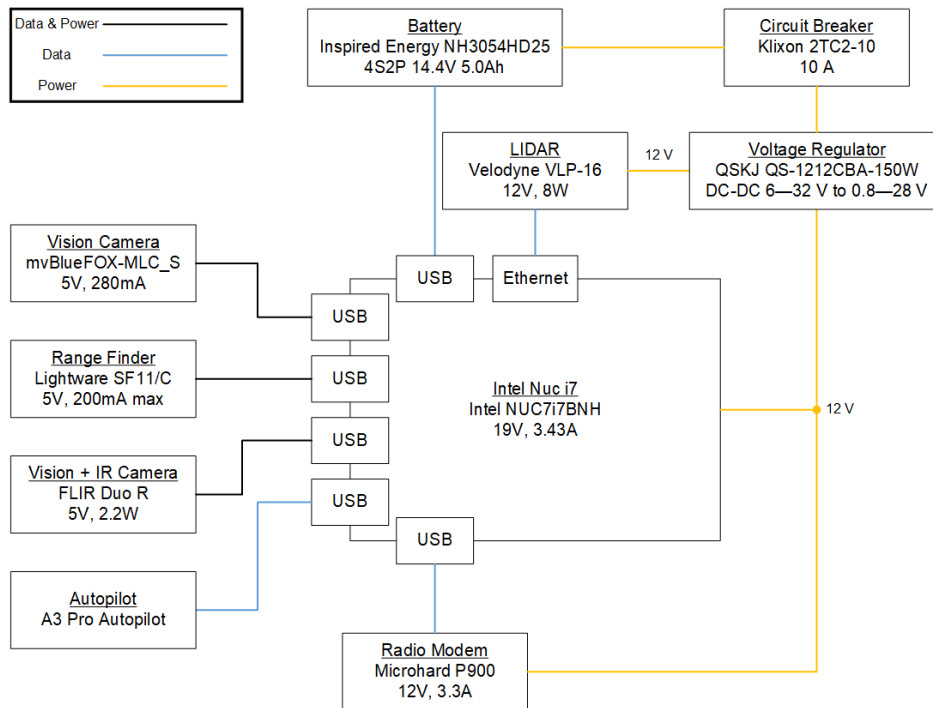 Data & Power
Data
Power
Battery
Inspired Energy NH3054HD25
4S2P 14.4V 5.0Ah
Circuit Breaker
Klixon 2TC2-10
10 A
LIDAR
Velodyne VLP-16
12V, 8W
12 V
Voltage Regulator
QSKJ QS-1212CBA-150W
DC-DC 6—32 V to 0.8—28 V
Vision Camera
mvBlueFOX-MLC_S
5V, 280mA
USB
Ethernet
USB
Range Finder
Lightware SF11/C
5V, 200mA max
USB
Intel Nuc i7
Intel NUC7i7BNH
19V, 3.43A
12 V
Vision + IR Camera
FLIR Duo R
5V, 2.2W
USB
USB
USB
Autopilot
A3 Pro Autopilot
Radio Modem
Microhard P900
12V, 3.3A